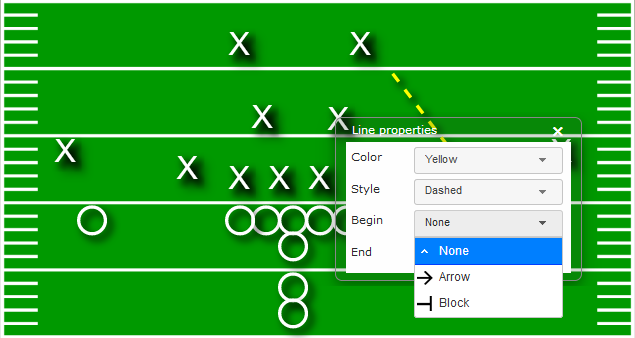 Line properties
Color Yellow
Style Dashed
Begin None
End
None
Arrow
Block